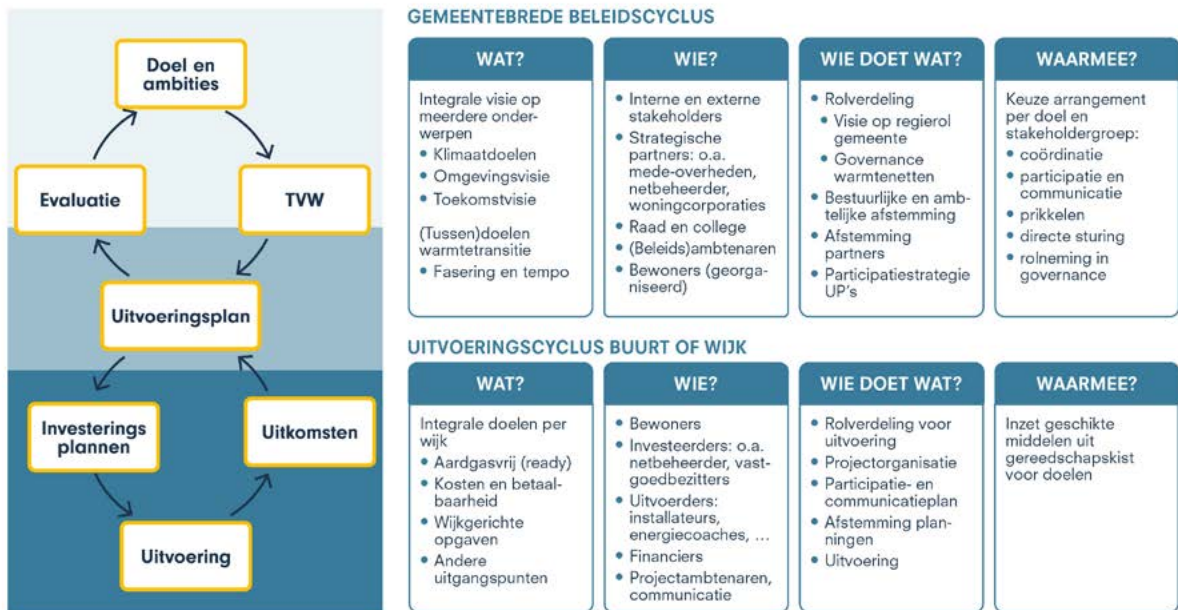 Doel en
ambities
Evaluatie
TVW
Uitvoeringsplan
Investerings
plannen
Uitkomsten
Uitvoering
GEMEENTEBREDE BELEIDSCYCLUS
WAT?
Integrale visie op
meerdere onder-
werpen
• Klimaatdoelen
• Omgevingsvisie
• Toekomstvisie
(Tussen)doelen
warmtetransitie
• Fasering en tempo
WIE?
• Interne en externe
stakeholders
• Strategische
partners: o.a.
mede-overheden,
netbeheerder,
woningcorporaties
• Raad en college
• (Beleids)ambtenaren
• Bewoners (georga-
niseerd)
WIE DOET WAT?
• Rolverdeling
• Visie op regierol
gemeente
• Governance
warmtenetten
• Bestuurlijke en amb-
telijke afstemming
• Afstemming
partners
• Participatiestrategie
UP's
WAARMEE?
Keuze arrangement
per doel en
stakeholdergroep:
• coördinatie
• participatie en
communicatie
• prikkelen
• directe sturing
• rolneming in
governance
UITVOERINGSCYCLUS BUURT OF WIJK
WAT?
Integrale doelen per
wijk
• Aardgasvrij (ready)
• Kosten en betaal-
baarheid
• Wijkgerichte
opgaven
• Andere
uitgangspunten
WIE?
• Bewoners
• Investeerders: o.a.
netbeheerder, vast-
goedbezitters
• Uitvoerders:
installateurs,
energiecoaches, ...
• Financiers
• Projectambtenaren,
communicatie
WIE DOET WAT?
• Rolverdeling voor
uitvoering
• Projectorganisatie
• Participatie- en
communicatieplan
• Afstemming plan-
ningen
• Uitvoering
WAARMEE?
Inzet geschikte
middelen uit
gereedschapskist
voor doelen